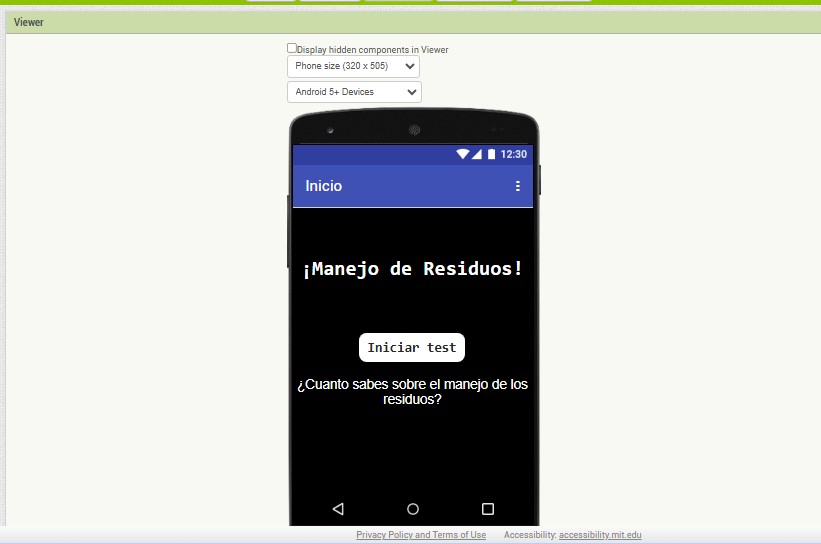 Viewer
Display hidden components in Viewer
Phone size (320 x 505)
Android 5+ Devices
12:30
Inicio
¡Manejo de Residuos!
Iniciar test
¿Cuanto sabes sobre el manejo de los
residuos?
Privacy Policy and Terms of Use Accessibility: accessibility.mit.edu